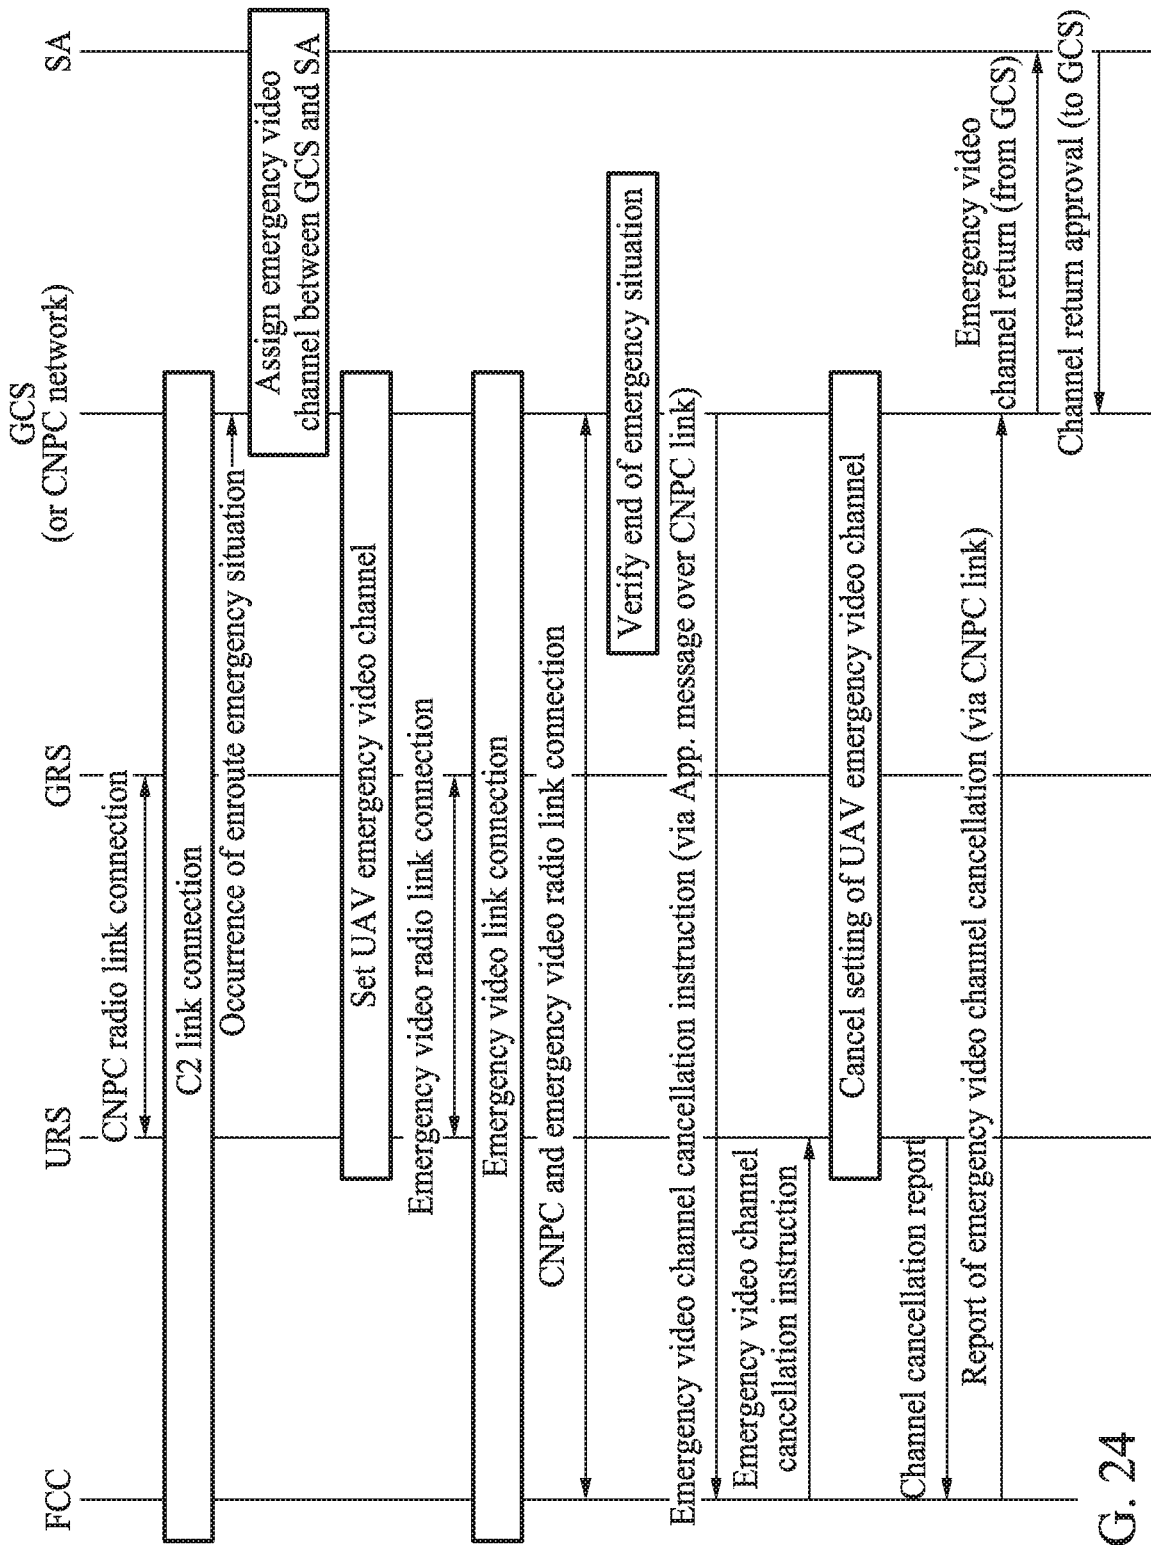 FCC
URS
GRS
GCS
(or CNPC network)
SA
CNPC radio link connection
C2 link connection
Occurrence of enroute emergency situation
Assign emergency video
channel between GCS and SA
Set UAV emergency video channel
Emergency video radio link connection
Emergency video link connection
CNPC and emergency video radio link connection
Verify end of emergency situation
Emergency video channel cancellation instruction (via App. message over CNPC link)
Emergency video channel
cancellation instruction
Cancel setting of UAV emergency video channel
Channel cancellation report
Report of emergency video channel cancellation (via CNPC link)
Emergency video
channel return (from GCS)
Channel return approval (to GCS)
G. 24